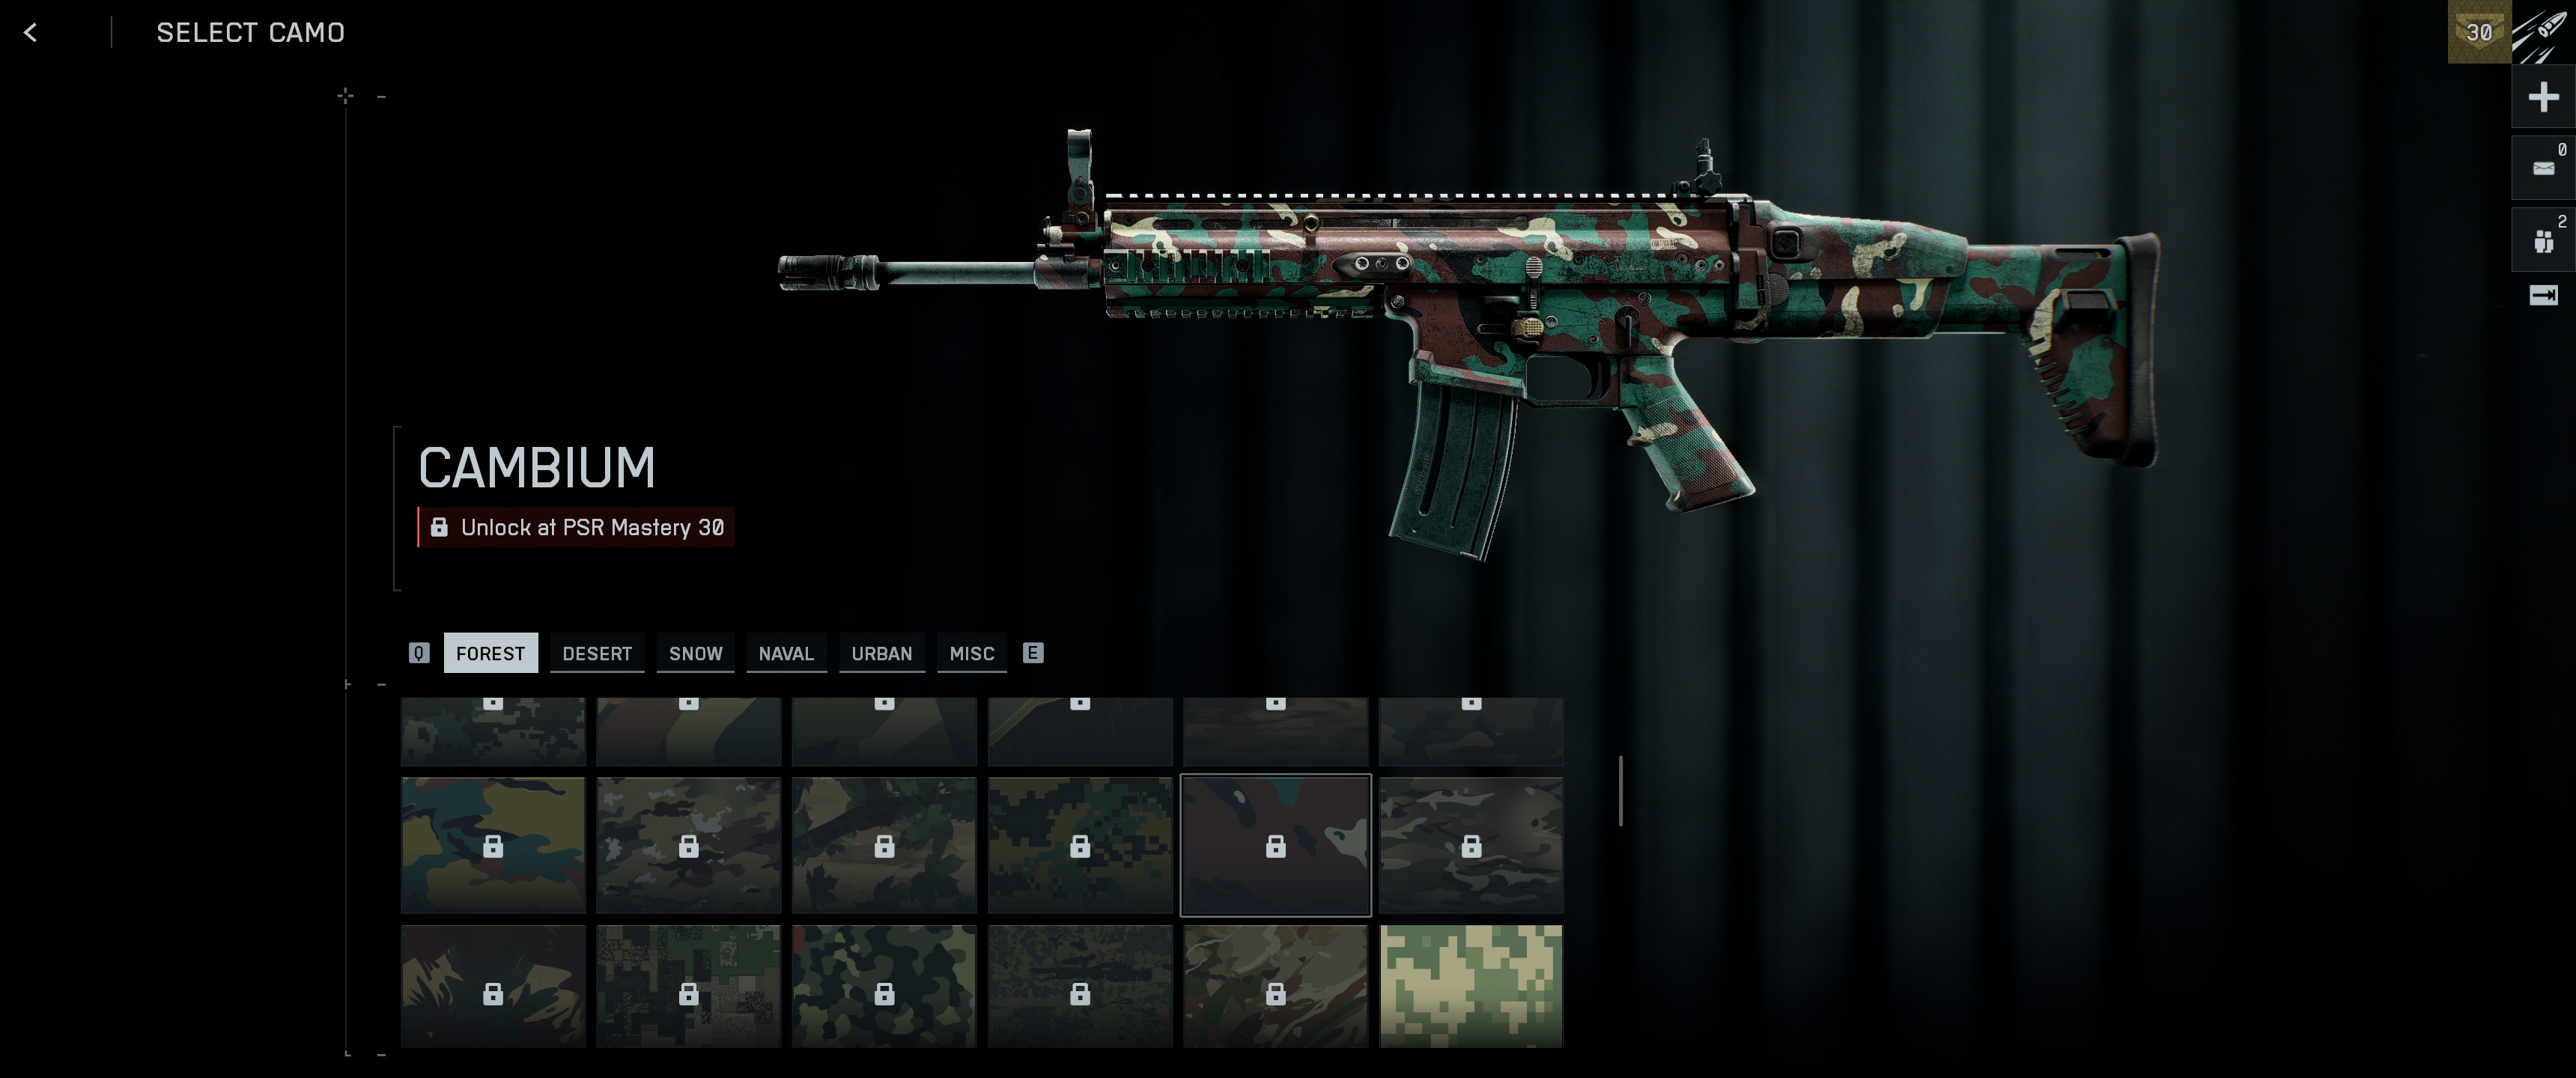 SELECT CAMO
30
0
2
CAMBIUM
Unlock at PSR Mastery 30
Q FOREST DESERT SNOW NAVAL URBAN MISC E